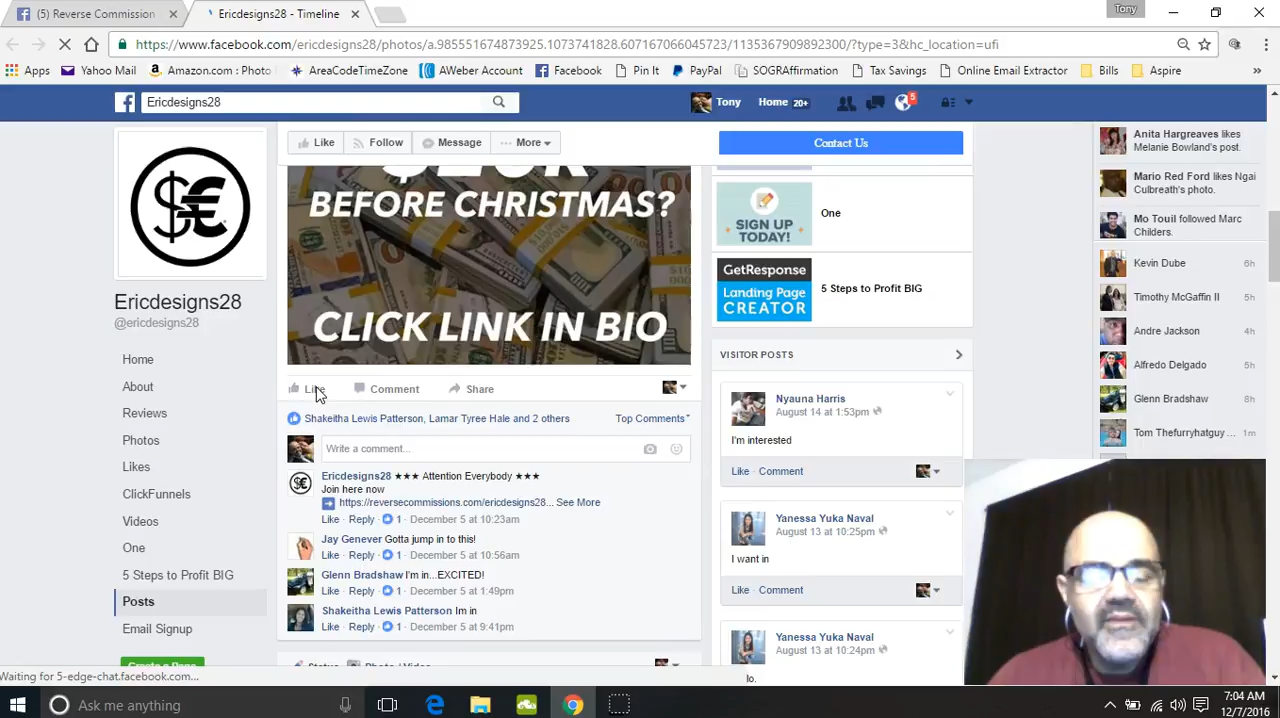 (5) Reverse Commission
Ericdesigns28 - Timeline
Tony
https://www.facebook.com/ericdesigns28/photos/a.985551674873925.1073741828.607167066045723/1135367909892300/?type=3&hc_location=ufi
Apps
Yahoo Mail
Amazon.com : Photo
AreaCodeTimeZone
AWeber Account
Facebook
Pin It
PayPal
SOGRAffirmation
Tax Savings
Online Email Extractor
Bills
Aspire
»
Ericdesigns28
Tony
Home 20+
5
Like
Follow
Message
More
Contact Us
BEFORE CHRISTMAS?
CLICK LINK IN BIO
Ericdesigns28
@ericdesigns28
Home
About
Reviews
Photos
Likes
ClickFunnels
Videos
One
5 Steps to Profit BIG
Posts
Email Signup
Create a Page
Waiting for 5-edge-chat.facebook.com...
Like
Comment
Share
Shakeitha Lewis Patterson, Lamar Tyree Hale and 2 others
Top Comments
Write a comment...
Ericdesigns28 ★★★ Attention Everybody ★★★
Join here now
https://reversecommissions.com/ericdesigns28... See More
Like · Reply · 1 · December 5 at 10:23am
Jay Genever Gotta jump in to this!
Like · Reply · 1 · December 5 at 10:56am
Glenn Bradshaw I'm in...EXCITED!
Like · Reply · 1 · December 5 at 1:49pm
Shakeitha Lewis Patterson Im in
Like · Reply · 1 · December 5 at 9:41pm
Status
Photo / Video
SIGN UP
TODAY!
One
GetResponse
Landing Page
CREATOR
5 Steps to Profit BIG
VISITOR POSTS
Nyauna Harris
August 14 at 1:53pm
I'm interested
Like · Comment
Yanessa Yuka Naval
August 13 at 10:25pm
I want in
Like · Comment
Yanessa Yuka Naval
August 13 at 10:24pm
lo.
Anita Hargreaves likes
Melanie Bowland's post.
Mario Red Ford likes Ngai
Culbreath's photo.
Mo Touil followed Marc
Childers.
Kevin Dube 6h
Timothy McGaffin II 5h
Andre Jackson 4h
Alfredo Delgado 5h
Glenn Bradshaw 8h
Tom Thefurryhatguy ... 1m
Ask me anything
7:04 AM
12/7/2016